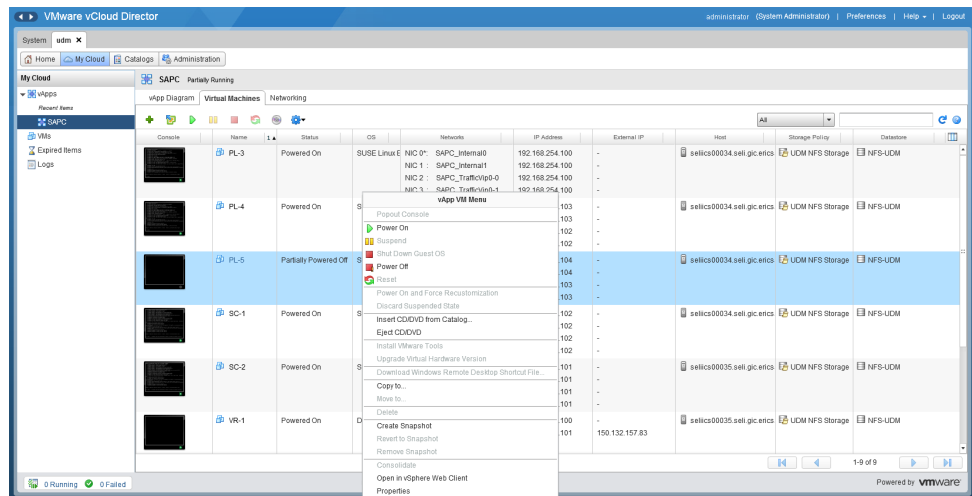 VMware vCloud Director
administrator (System Administrator) | Preferences | Help | Logout
System udm ×
Home My Cloud Catalogs Administration
My Cloud
SAPC Partially Running
vApps
Recent Items
SAPC
VMs
Expired Items
Logs
vApp Diagram Virtual Machines Networking
All
Console Name 1 Status OS Networks IP Address External IP Host Storage Policy Datastore
PL-3 Powered On SUSE Linux E NIC 0*: SAPC_Internal0 192.168.254.100 - seliics00034.seli.gic.erics UDM NFS Storage NFS-UDM
NIC 1 : SAPC_Internal1 192.168.254.100 -
NIC 2 : SAPC_TrafficVip0-0 192.168.254.100 -
NIC 3 : SAPC_TrafficVip0-1 192.168.254.100 -
PL-4 Powered On S .103 - seliics00034.seli.gic.erics UDM NFS Storage NFS-UDM
.103 -
.102 -
.102 -
PL-5 Partially Powered Off S .104 - seliics00034.seli.gic.erics UDM NFS Storage NFS-UDM
.104 -
.103 -
.103 -
SC-1 Powered On S .102 - seliics00034.seli.gic.erics UDM NFS Storage NFS-UDM
.102 -
.102 -
SC-2 Powered On S .101 - seliics00035.seli.gic.erics UDM NFS Storage NFS-UDM
.101 -
.101 -
VR-1 Powered On D .100 - seliics00035.seli.gic.erics UDM NFS Storage NFS-UDM
.101 150.132.157.83
vApp VM Menu
Popout Console
Power On
Suspend
Shut Down Guest OS
Power Off
Reset
Power On and Force Recustomization
Discard Suspended State
Insert CD/DVD from Catalog...
Eject CD/DVD
Install VMware Tools
Upgrade Virtual Hardware Version
Download Windows Remote Desktop Shortcut File...
Copy to...
Move to...
Delete
Create Snapshot
Revert to Snapshot
Remove Snapshot
Consolidate
Open in vSphere Web Client
Properties
1-9 of 9
0 Running 0 Failed
Powered by vmware